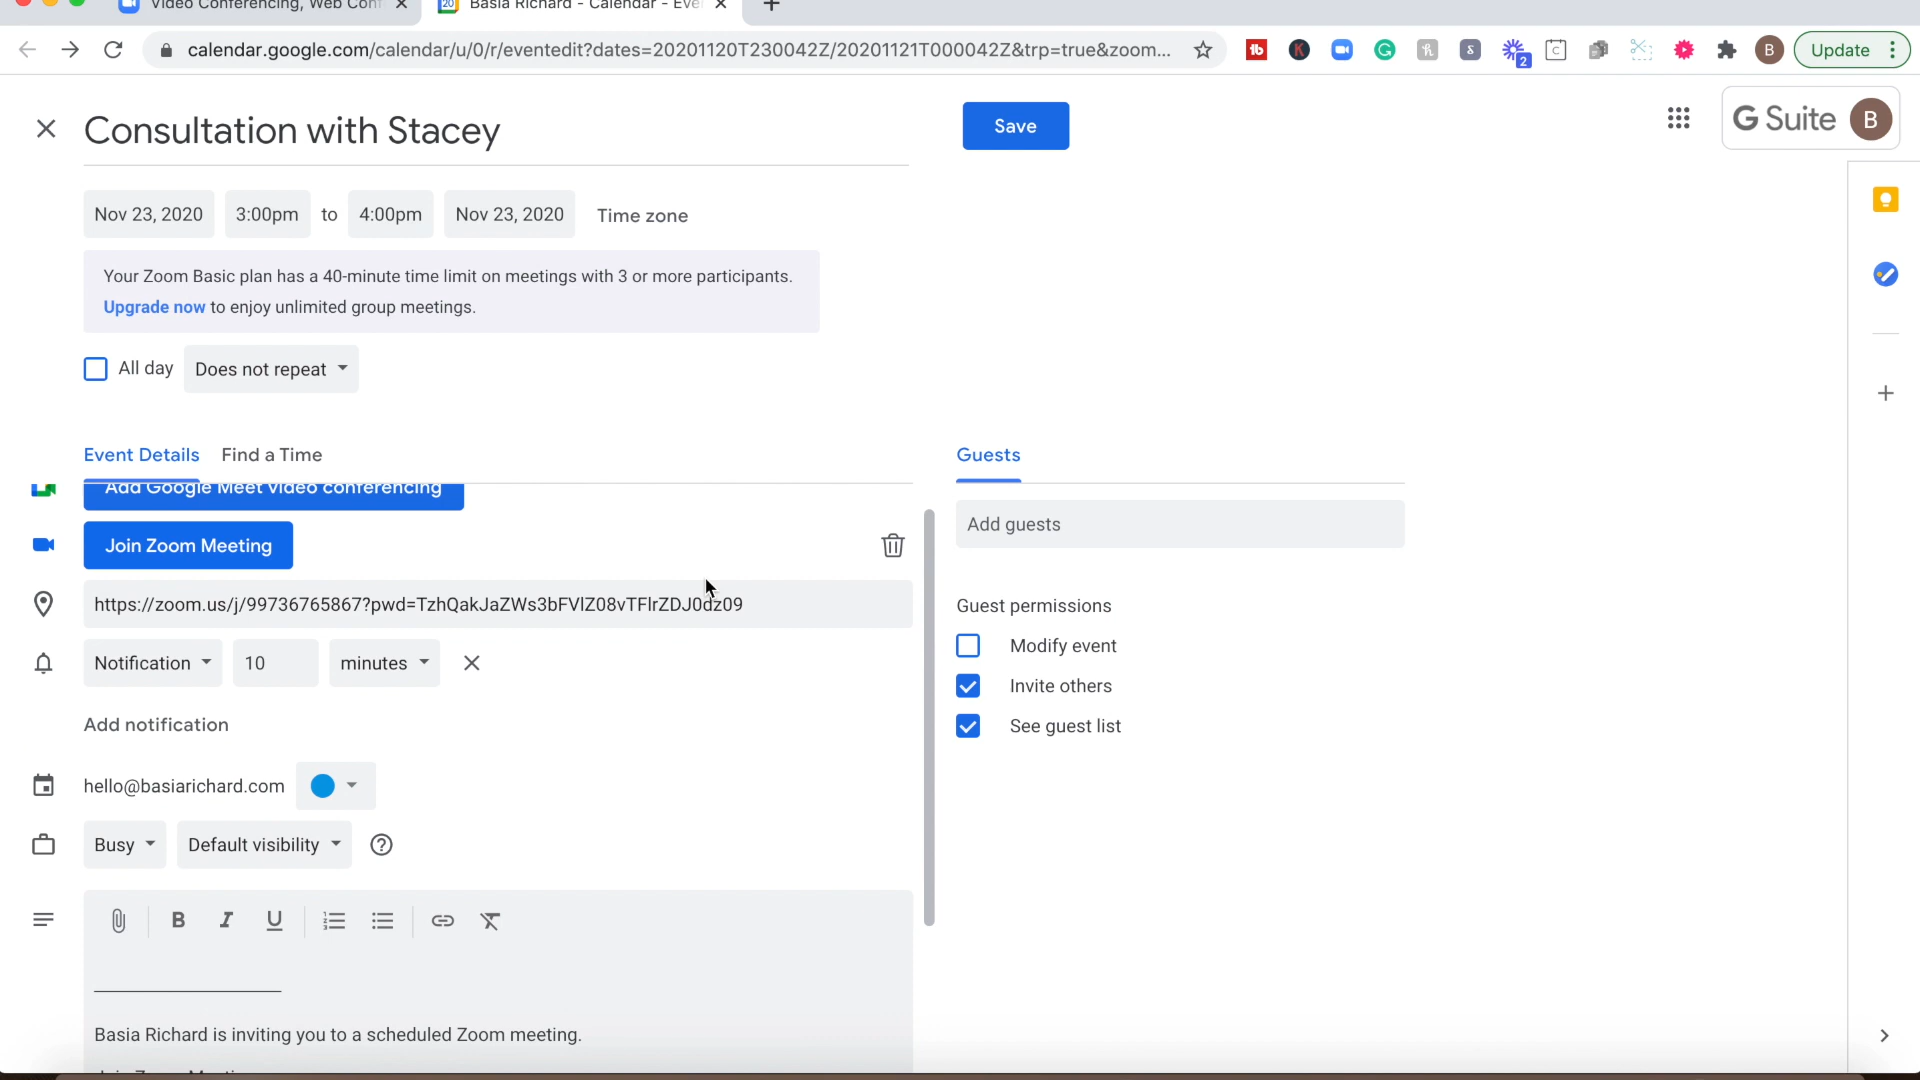 Video Conferencing, Web Conf
20 Basia Richard - Calendar - Eve
calendar.google.com/calendar/u/0/r/eventedit?dates=20201120T230042Z/20201121T000042Z&trp=true&zoom...
tb K G h S 2 C B Update
Consultation with Stacey
Save
G Suite B
Nov 23, 2020 3:00pm to 4:00pm Nov 23, 2020 Time zone
Your Zoom Basic plan has a 40-minute time limit on meetings with 3 or more participants.
Upgrade now to enjoy unlimited group meetings.
All day Does not repeat
Event Details Find a Time
Guests
Add Google Meet video conferencing
Join Zoom Meeting
Add guests
https://zoom.us/j/99736765867?pwd=TzhQakJaZWs3bFVlZ08vTFlrZDJ0dz09
Guest permissions
Modify event
Invite others
See guest list
Notification 10 minutes
Add notification
hello@basiarichard.com
Busy Default visibility ?
B I U
Basia Richard is inviting you to a scheduled Zoom meeting.